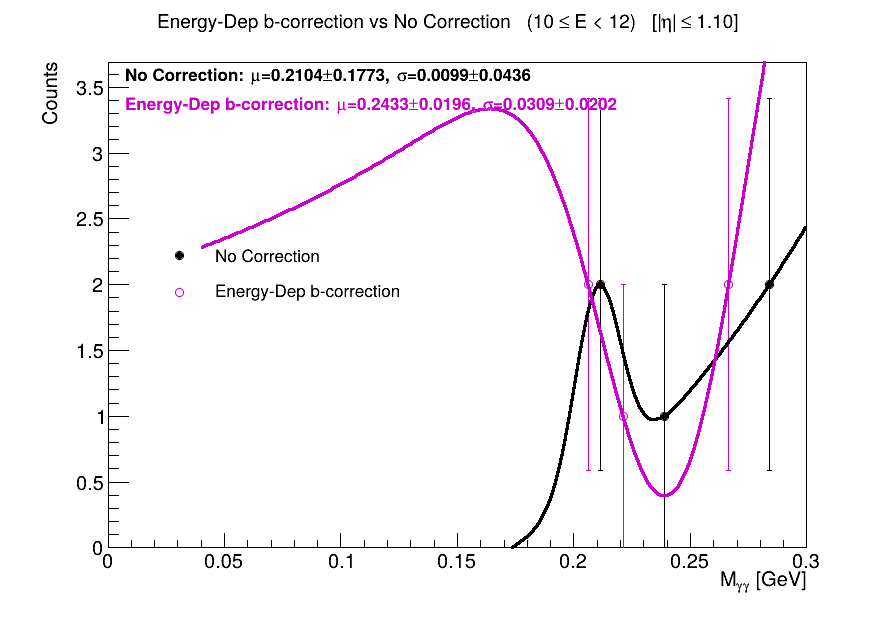 Energy-Dep b-correction vs No Correction (10 ≤ E < 12) [|η| ≤ 1.10]
Counts
No Correction: μ=0.2104±0.1773, σ=0.0099±0.0436
Energy-Dep b-correction: μ=0.2433±0.0196, σ=0.0309±0.0202
3.5
3
2.5
2
1.5
1
0.5
0
No Correction
Energy-Dep b-correction
0 0.05 0.1 0.15 0.2 0.25 0.3
Mγγ [GeV]